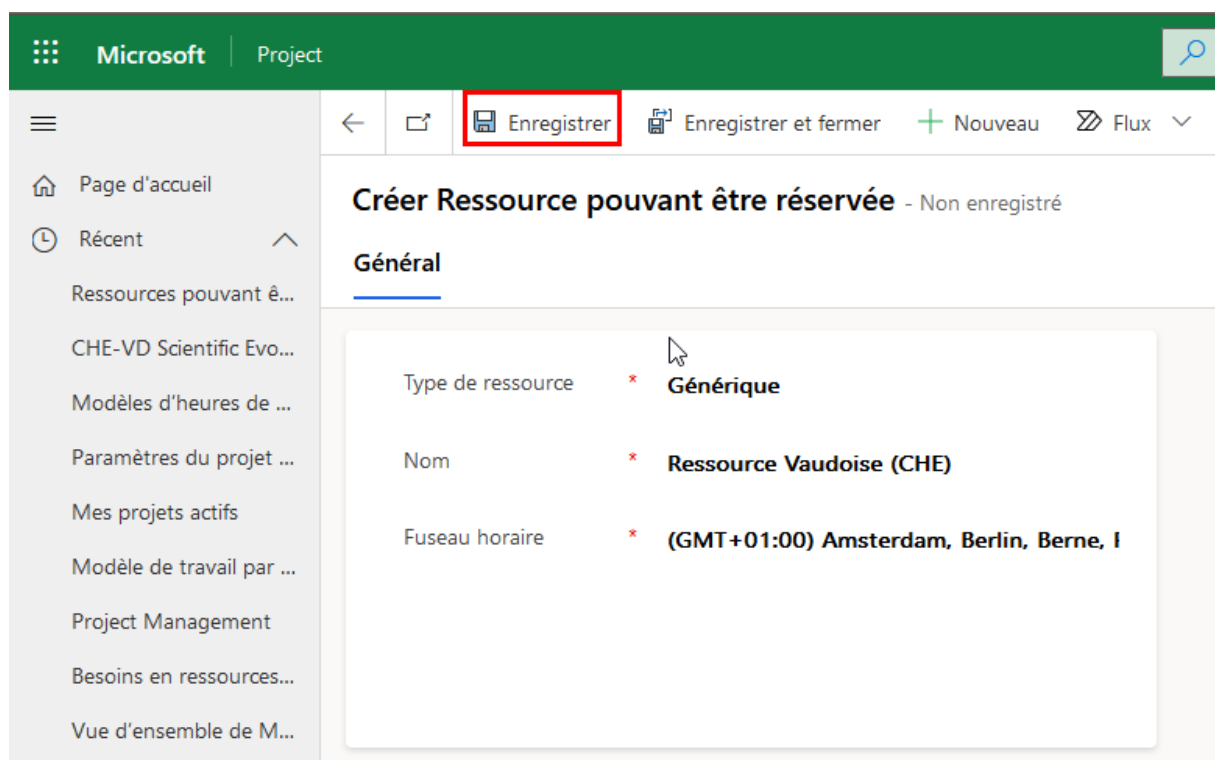 Microsoft Project
Enregistrer Enregistrer et fermer Nouveau Flux
Page d'accueil
Récent
Ressources pouvant ê...
CHE-VD Scientific Evo...
Modèles d'heures de ...
Paramètres du projet ...
Mes projets actifs
Modèle de travail par ...
Project Management
Besoins en ressources...
Vue d'ensemble de M...
Créer Ressource pouvant être réservée - Non enregistré
Général
Type de ressource * Générique
Nom * Ressource Vaudoise (CHE)
Fuseau horaire * (GMT+01:00) Amsterdam, Berlin, Berne,